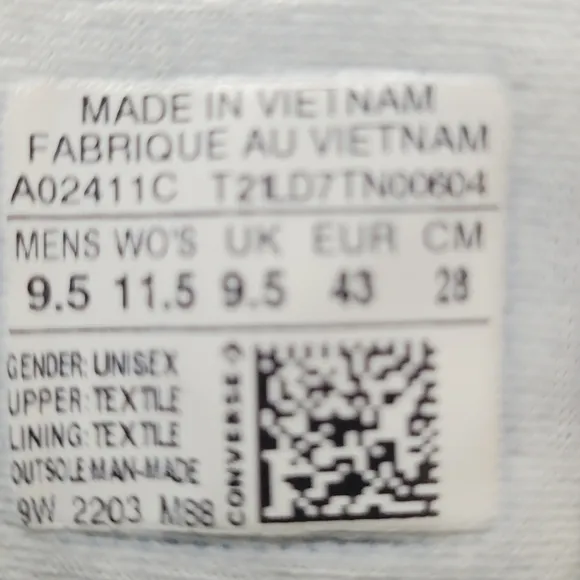 MADE IN VIETNAM
FABRIQUE AU VIETNAM
A02411C T21LD7TN00604
MENS WO'S UK EUR CM
9.5 11.5 9.5 43 28
GENDER: UNISEX
UPPER: TEXTILE
LINING: TEXTILE
OUTSOLE MAN-MADE
9W 2203 MS8
CONVERSE